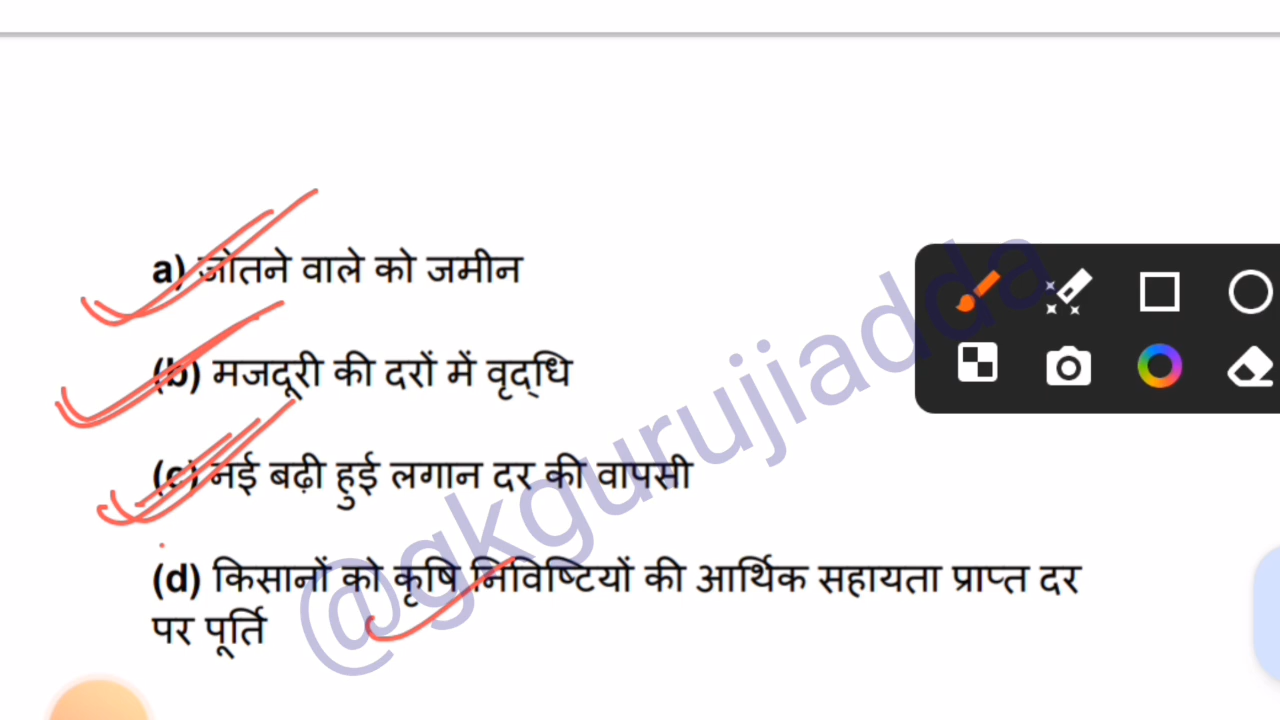 a) जोतने वाले को जमीन
(b) मजदूरी की दरों में वृद्धि
(c) नई बढ़ी हुई लगान दर की वापसी
(d) किसानों को कृषि निविष्टियों की आर्थिक सहायता प्राप्त दर
पर पूर्ति
@gkgurujiadda